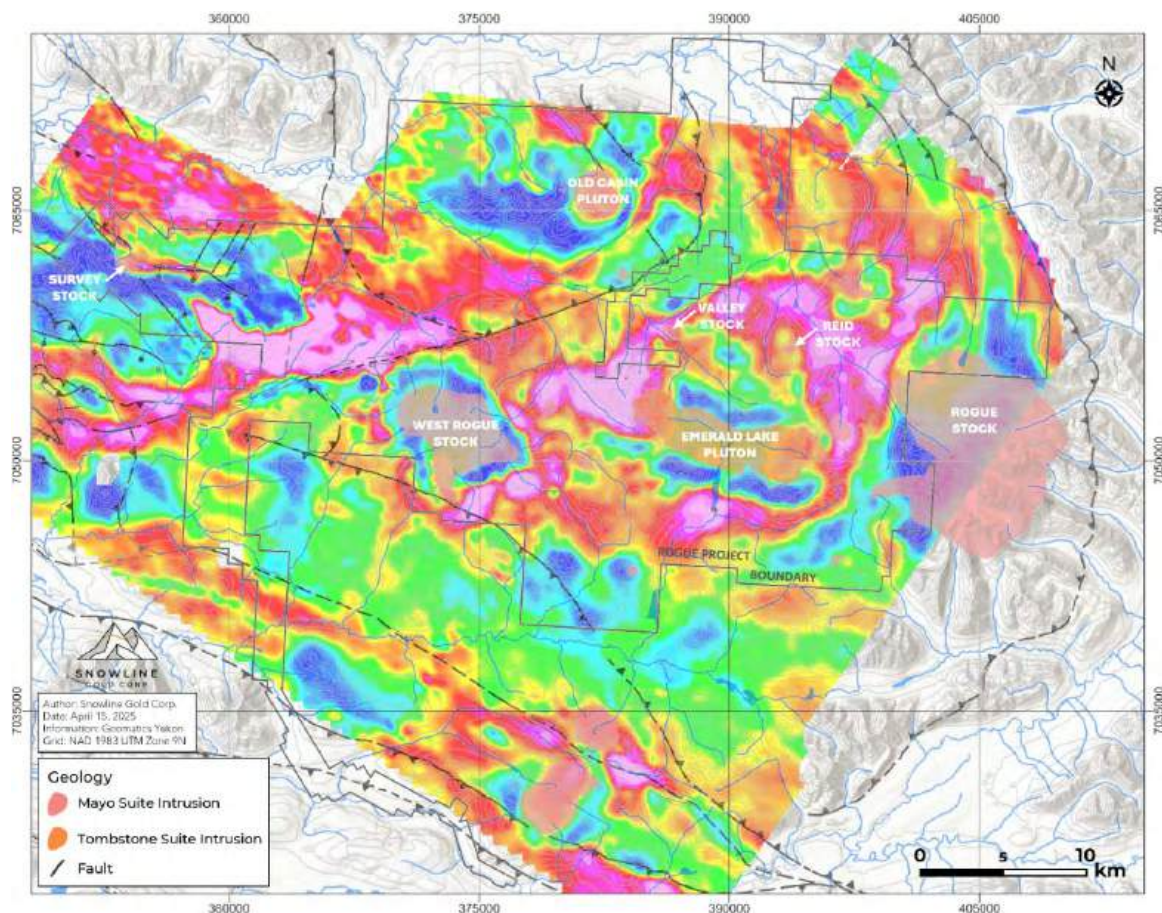 360000
375000
390000
405000
N
7065000
7065000
OLD CABIN
PLUTON
SURVEY
STOCK
VALLEY
STOCK
REID
STOCK
WEST ROGUE
STOCK
EMERALD LAKE
PLUTON
ROGUE
STOCK
7050000
7050000
ROGUE PROJECT
BOUNDARY
SNOWLINE
GOLD CORP
Author: Snowline Gold Corp.
Date: April 15, 2025
Information: Geomatics Yukon
Grid: NAD 1983 UTM Zone 9N
7035000
7035000
Geology
Mayo Suite Intrusion
Tombstone Suite Intrusion
Fault
0
5
10
km
360000
375000
390000
405000